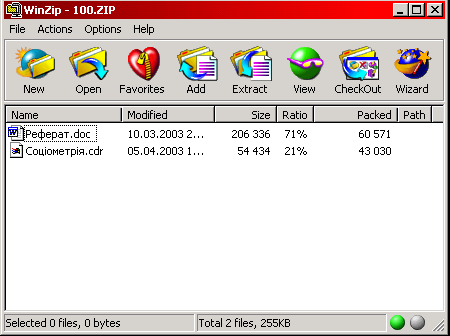 WinZip - 100.ZIP
File Actions Options Help
New Open Favorites Add Extract View CheckOut Wizard
Name Modified Size Ratio Packed Path
Реферат.doc 10.03.2003 2... 206 336 71% 60 571
Соціометрія.cdr 05.04.2003 1... 54 434 21% 43 030
Selected 0 files, 0 bytes Total 2 files, 255KB